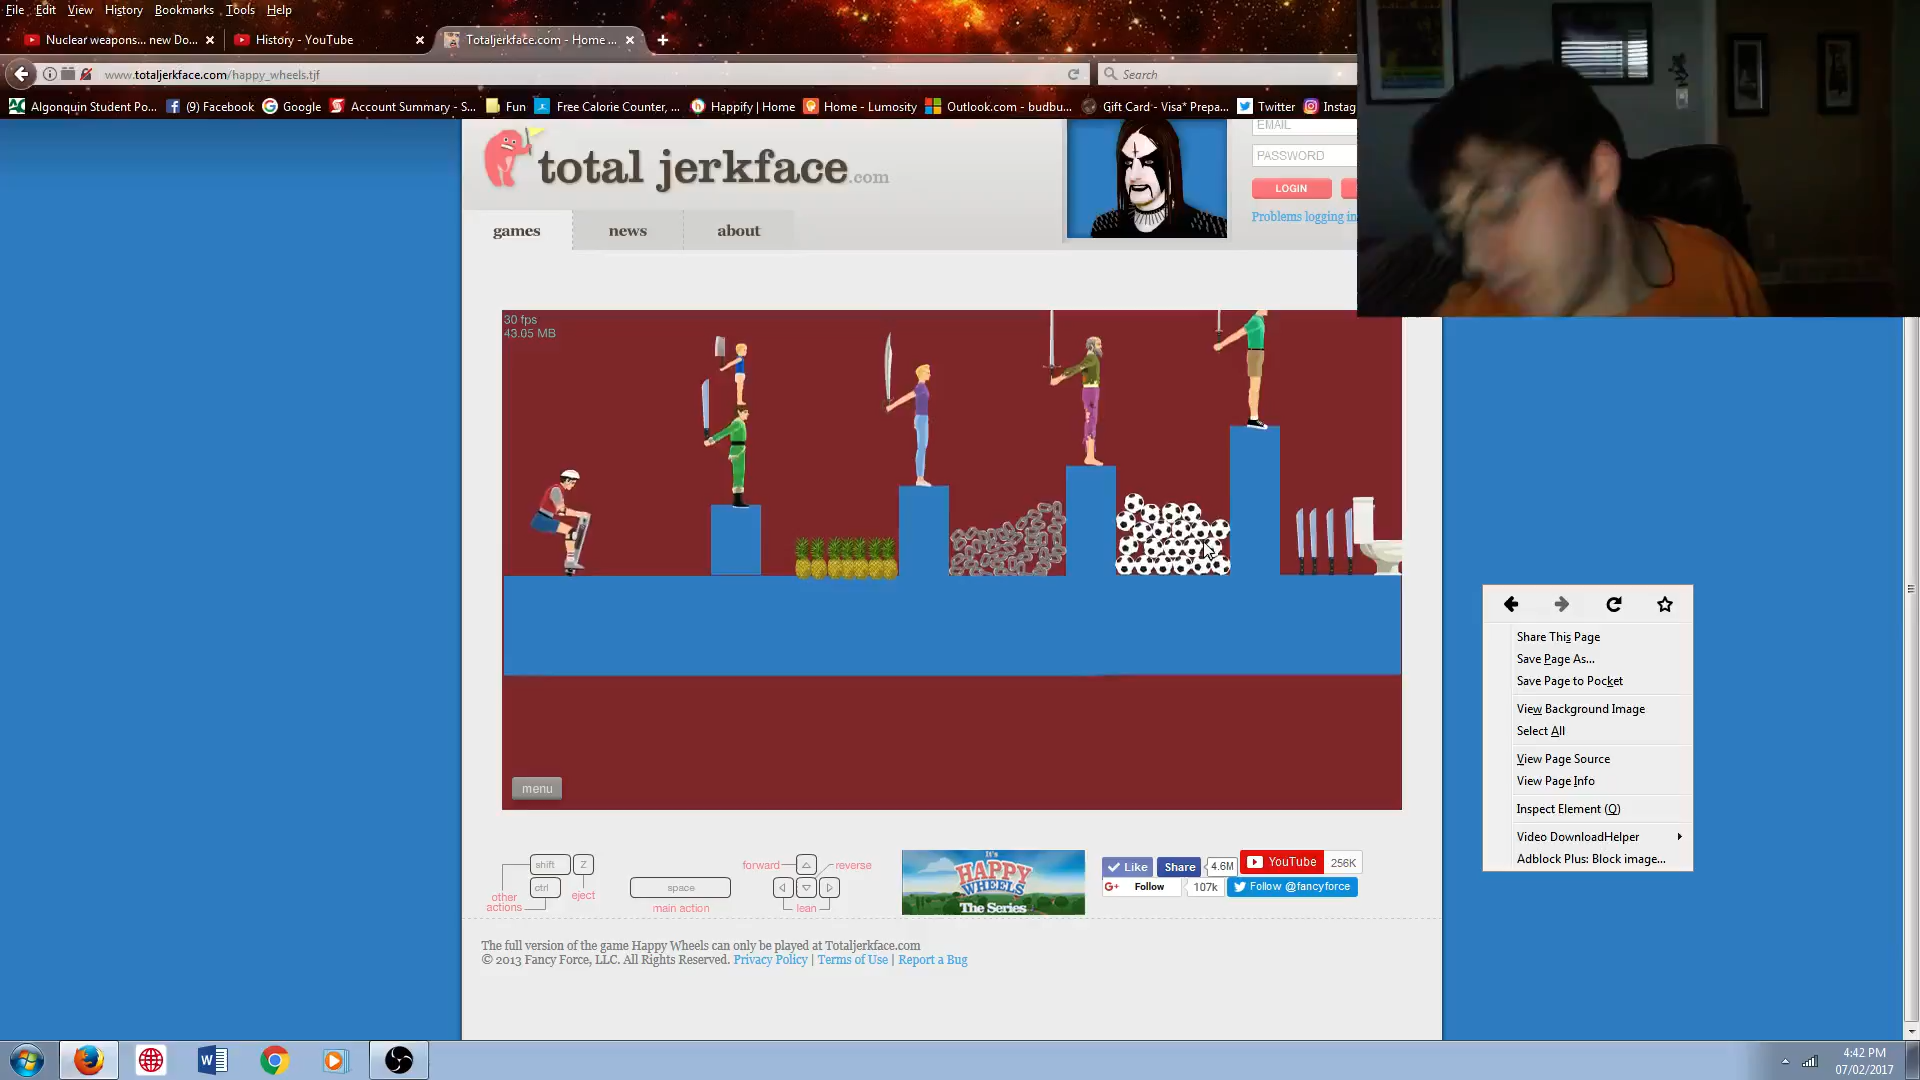 File Edit View History Bookmarks Tools Help
Nuclear weapons... new Do...
History - YouTube
Totaljerkface.com - Home ...
www.totaljerkface.com/happy_wheels.tjf
Search
Algonquin Student Po...
(9) Facebook
Google
Account Summary - S...
Fun
Free Calorie Counter, ...
Happify | Home
Home - Lumosity
Outlook.com - budbu...
Gift Card - Visa* Prepa...
Twitter
Instag
total jerkface.com
EMAIL
PASSWORD
LOGIN
Problems logging in
games
news
about
30 fps
43.05 MB
menu
Share This Page
Save Page As...
Save Page to Pocket
View Background Image
Select All
View Page Source
View Page Info
Inspect Element (Q)
Video DownloadHelper
Adblock Plus: Block image...
shift
Z
ctrl
eject
other
actions
space
main action
forward
reverse
lean
IT'S
HAPPY
WHEELS
The Series
Like
Share
4.6M
YouTube
256K
G+ Follow
107k
Follow @fancyforce
The full version of the game Happy Wheels can only be played at Totaljerkface.com
© 2013 Fancy Force, LLC. All Rights Reserved. Privacy Policy | Terms of Use | Report a Bug
4:42 PM
07/02/2017